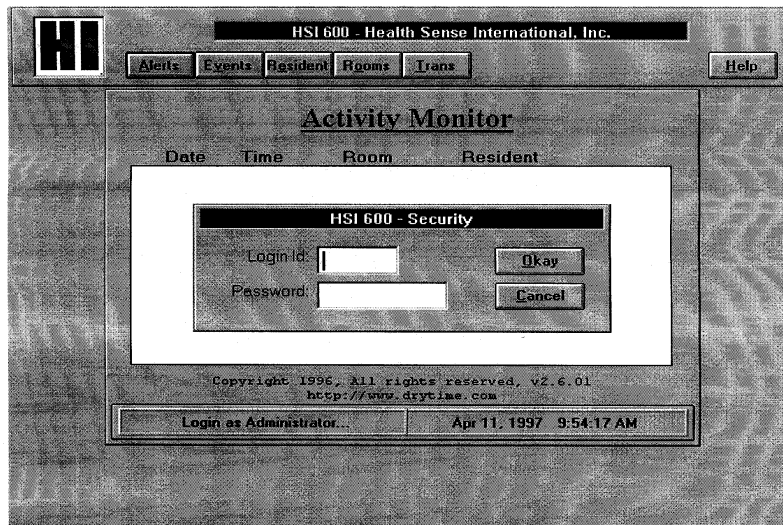 HSI 600 - Health Sense International, Inc.
HI
Alerts Events Resident Rooms Trans Help
Activity Monitor
Date Time Room Resident
HSI 600 - Security
Login Id: Okay
Password: Cancel
Copyright 1996, All rights reserved, v2.6.01
http://www.drytime.com
Login as Administrator... Apr 11, 1997 9:54:17 AM